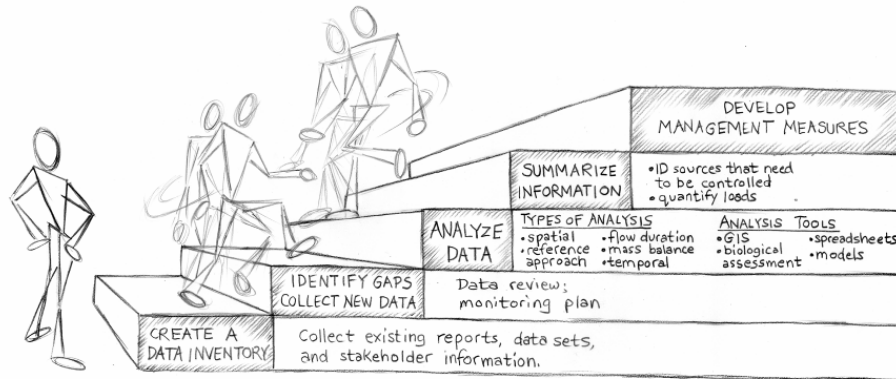 DEVELOP
MANAGEMENT MEASURES
SUMMARIZE
INFORMATION
•ID sources that need
to be controlled
•quantify loads
ANALYZE
DATA
TYPES OF ANALYSIS
•spatial
•reference
approach
•flow duration
•mass balance
•temporal
ANALYSIS TOOLS
•GIS
•biological
assessment
•spreadsheets
•models
IDENTIFY GAPS
COLLECT NEW DATA
Data review;
monitoring plan
CREATE A
DATA INVENTORY
Collect existing reports, data sets,
and stakeholder information.